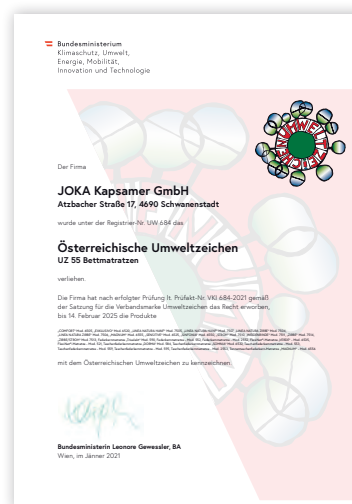 Bundesministerium
Klimaschutz, Umwelt,
Energie, Mobilität,
Innovation und Technologie
UMWELTZEICHEN
Der Firma
JOKA Kapsamer GmbH
Atzbacher Straße 17, 4690 Schwanenstadt
wurde unter der Registrier-Nr. UW 684 das
Österreichische Umweltzeichen
UZ 55 Bettmatratzen
verliehen.
Die Firma hat nach erfolgter Prüfung lt. Prüfakt-Nr. VKI 684-2021 gemäß
der Satzung für die Verbandsmarke Umweltzeichen das Recht erworben,
bis 14. Februar 2025 die Produkte
mit dem Österreichischen Umweltzeichen zu kennzeichnen.
Bundesministerin Leonore Gewessler, BA
Wien, im Jänner 2021